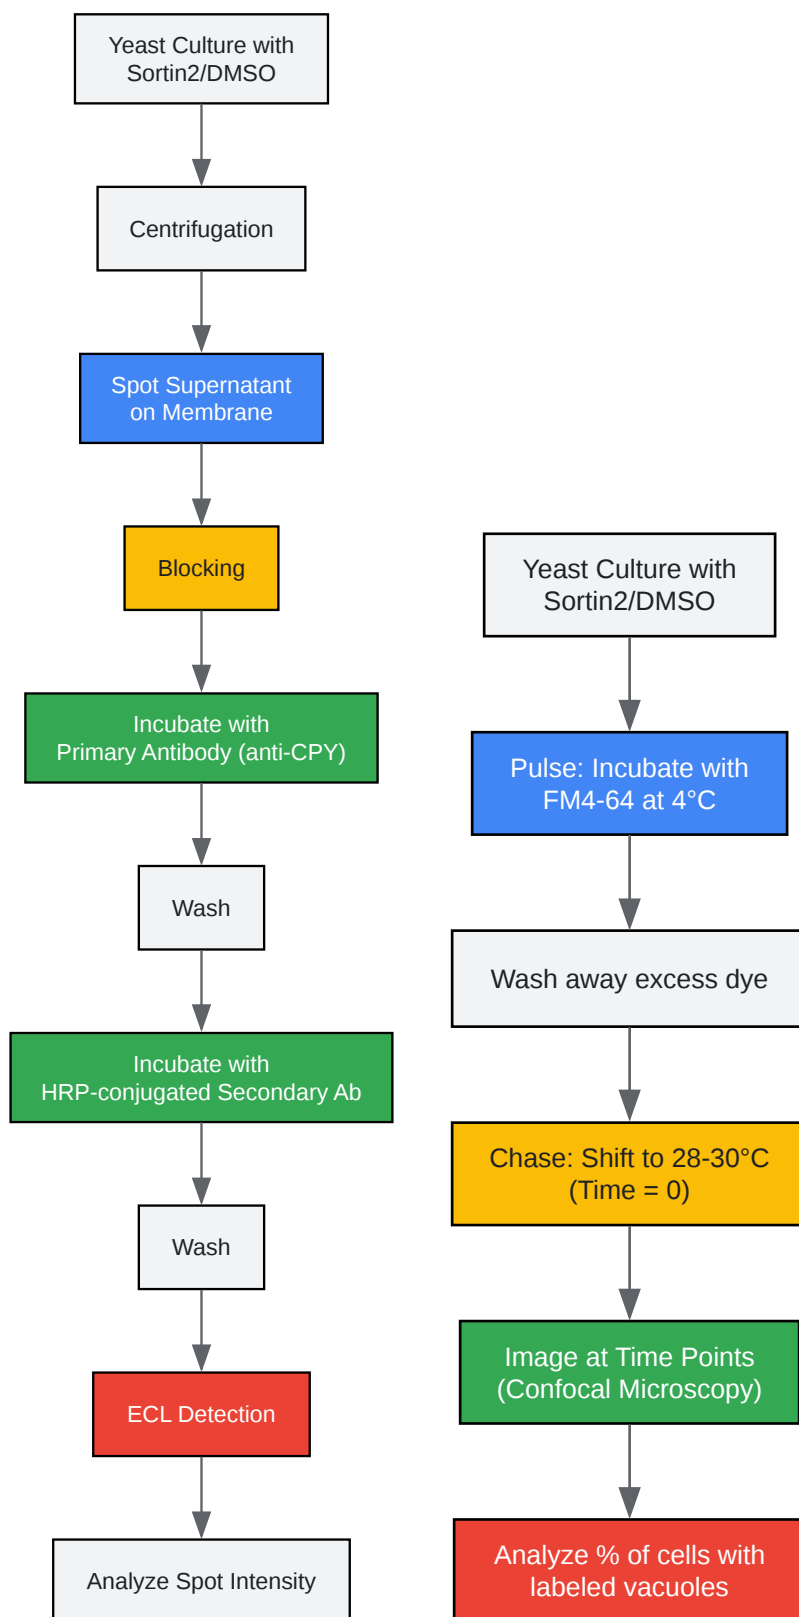 Yeast Culture with
Sortin2/DMSO
Centrifugation
Spot Supernatant
on Membrane
Blocking
Incubate with
Primary Antibody (anti-CPY)
Wash
Incubate with
HRP-conjugated Secondary Ab
Wash
ECL Detection
Analyze Spot Intensity
Yeast Culture with
Sortin2/DMSO
Pulse: Incubate with
FM4-64 at 4°C
Wash away excess dye
Chase: Shift to 28-30°C
(Time = 0)
Image at Time Points
(Confocal Microscopy)
Analyze % of cells with
labeled vacuoles